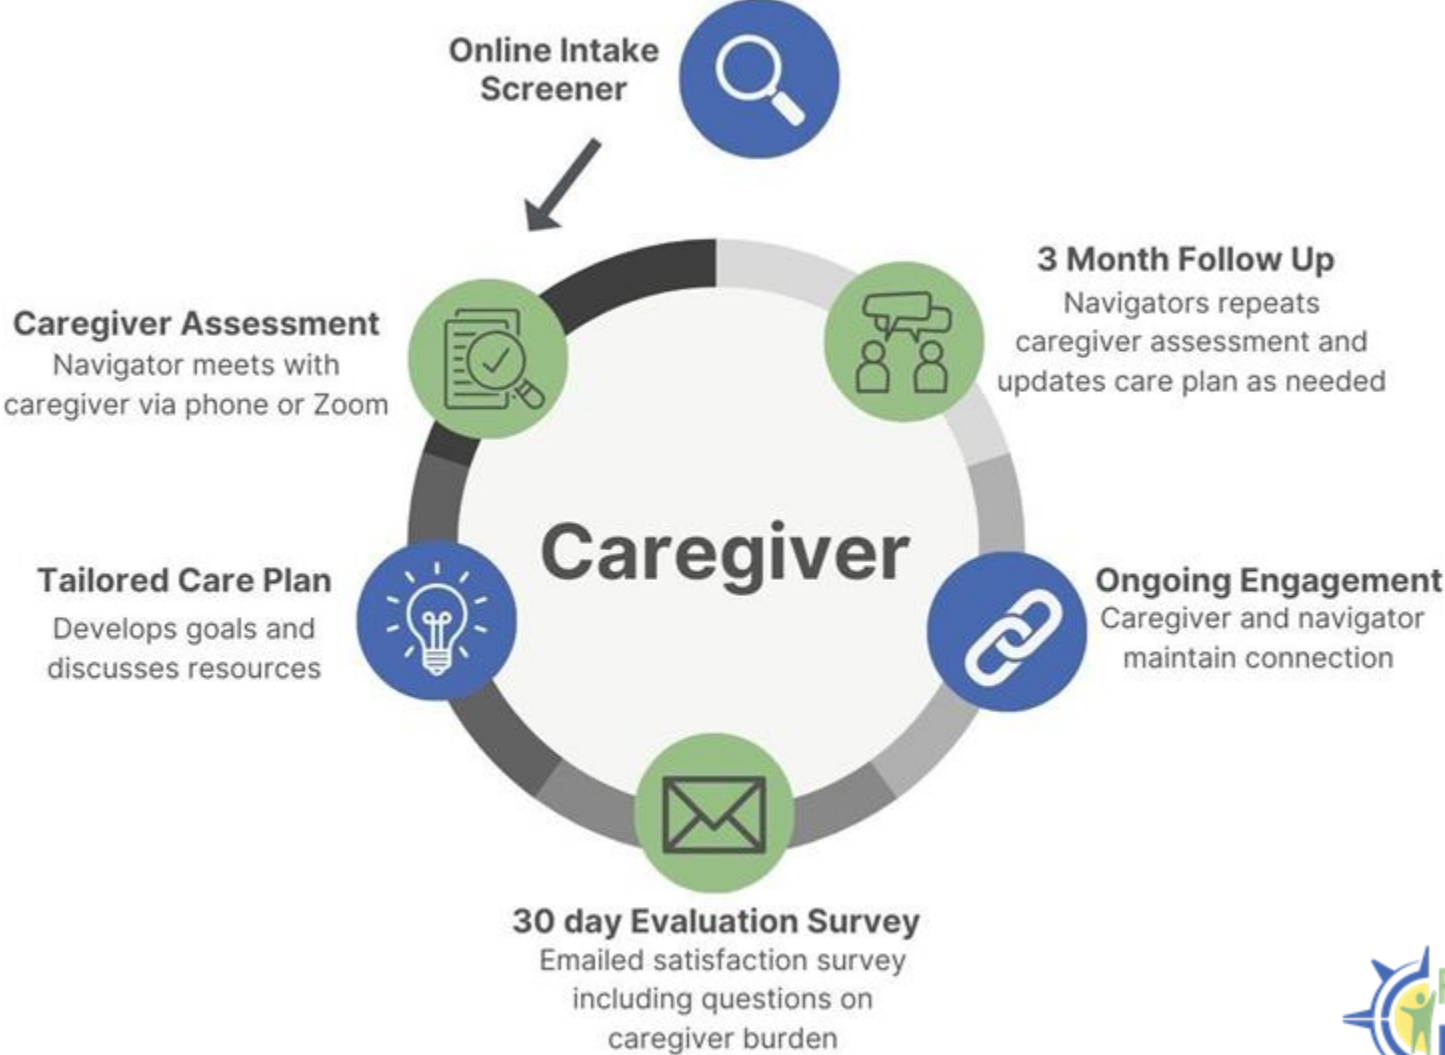 Online Intake
Screener
Caregiver Assessment
Navigator meets with
caregiver via phone or Zoom
Tailored Care Plan
Develops goals and
discusses resources
30 day Evaluation Survey
Emailed satisfaction survey
including questions on
caregiver burden
Ongoing Engagement
Caregiver and navigator
maintain connection
3 Month Follow Up
Navigators repeats
caregiver assessment and
updates care plan as needed
Caregiver